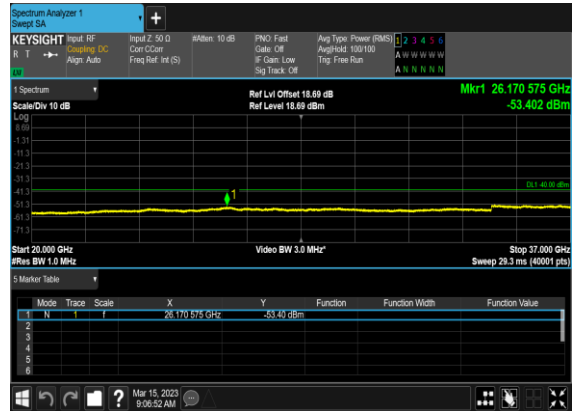 Spectrum Analyzer 1
Swept SA
+
KEYSIGHT Input: RF Input Z: 50 Ω #Atten: 10 dB PNO: Fast Avg Type: Power (RMS) 1 2 3 4 5 6
R T Coupling: DC Corr CCorr Gate: Off Avg|Hold: 100/100 A W W W W W
Align: Auto Freq Ref: Int (S) IF Gain: Low Trig: Free Run
Sig Track: Off A N N N N N
1 Spectrum Ref Lvl Offset 18.69 dB Mkr1 26.170 575 GHz
Scale/Div 10 dB Ref Level 18.69 dBm -53.402 dBm
Log
8.69
-1.31
-11.3
-21.3
-31.3
-41.3 DL1 -40.00 dBm
1
-51.3
-61.3
-71.3
Start 20.000 GHz Video BW 3.0 MHz* Stop 37.000 GHz
#Res BW 1.0 MHz Sweep 29.3 ms (40001 pts)
5 Marker Table
Mode Trace Scale X Y Function Function Width Function Value
1 N 1 f 26.170 575 GHz -53.40 dBm
2
3
4
5
6
? Mar 15, 2023
9:06:52 AM